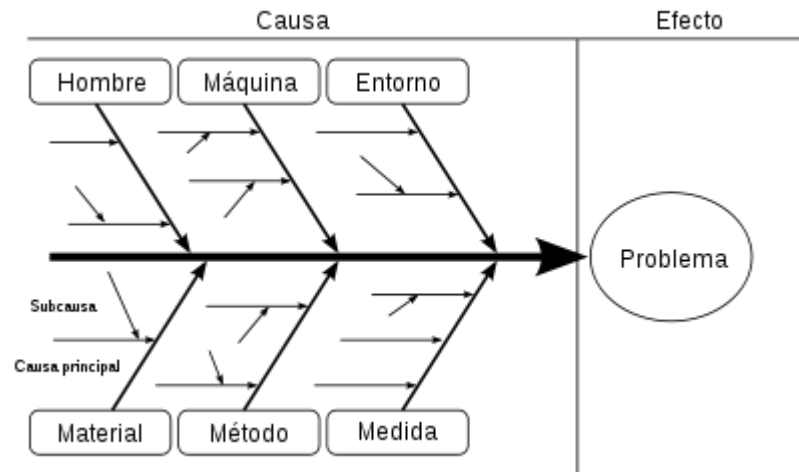 Causa
Efecto
Hombre
Máquina
Entorno
Problema
Subcausa
Causa principal
Material
Método
Medida